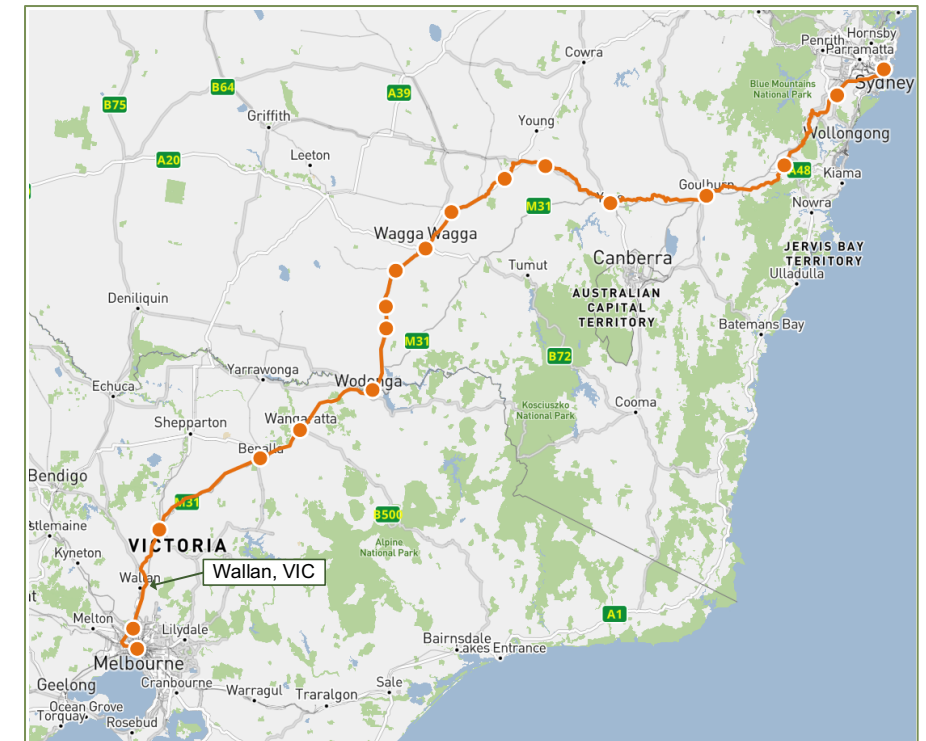 Hornsby
Penrith
Parramatta
Cowra
Sydney
Blue Mountains
National Park
B64
A39
B75
Griffith
Young
Wollongong
Leeton
A20
A48
Kiama
Goulburn
M31
Nowra
Wagga Wagga
JERVIS BAY
TERRITORY
Canberra
Tumut
Ulladulla
AUSTRALIAN
CAPITAL
TERRITORY
Deniliquin
Batemans Bay
M31
B72
Yarrawonga
Wodonga
Echuca
Kosciuszko
National Park
Cooma
Shepparton
Wangaratta
Benalla
Bendigo
M31
B500
stlemaine
VICTORIA
Alpine
National Park
Kyneton
Wallan
Wallan, VIC
A1
Melton
Lilydale
Bairnsdale
Lakes Entrance
Melbourne
Geelong
Cranbourne
Warragul
Traralgon
Sale
Ocean Grove
Torquay
Rosebud